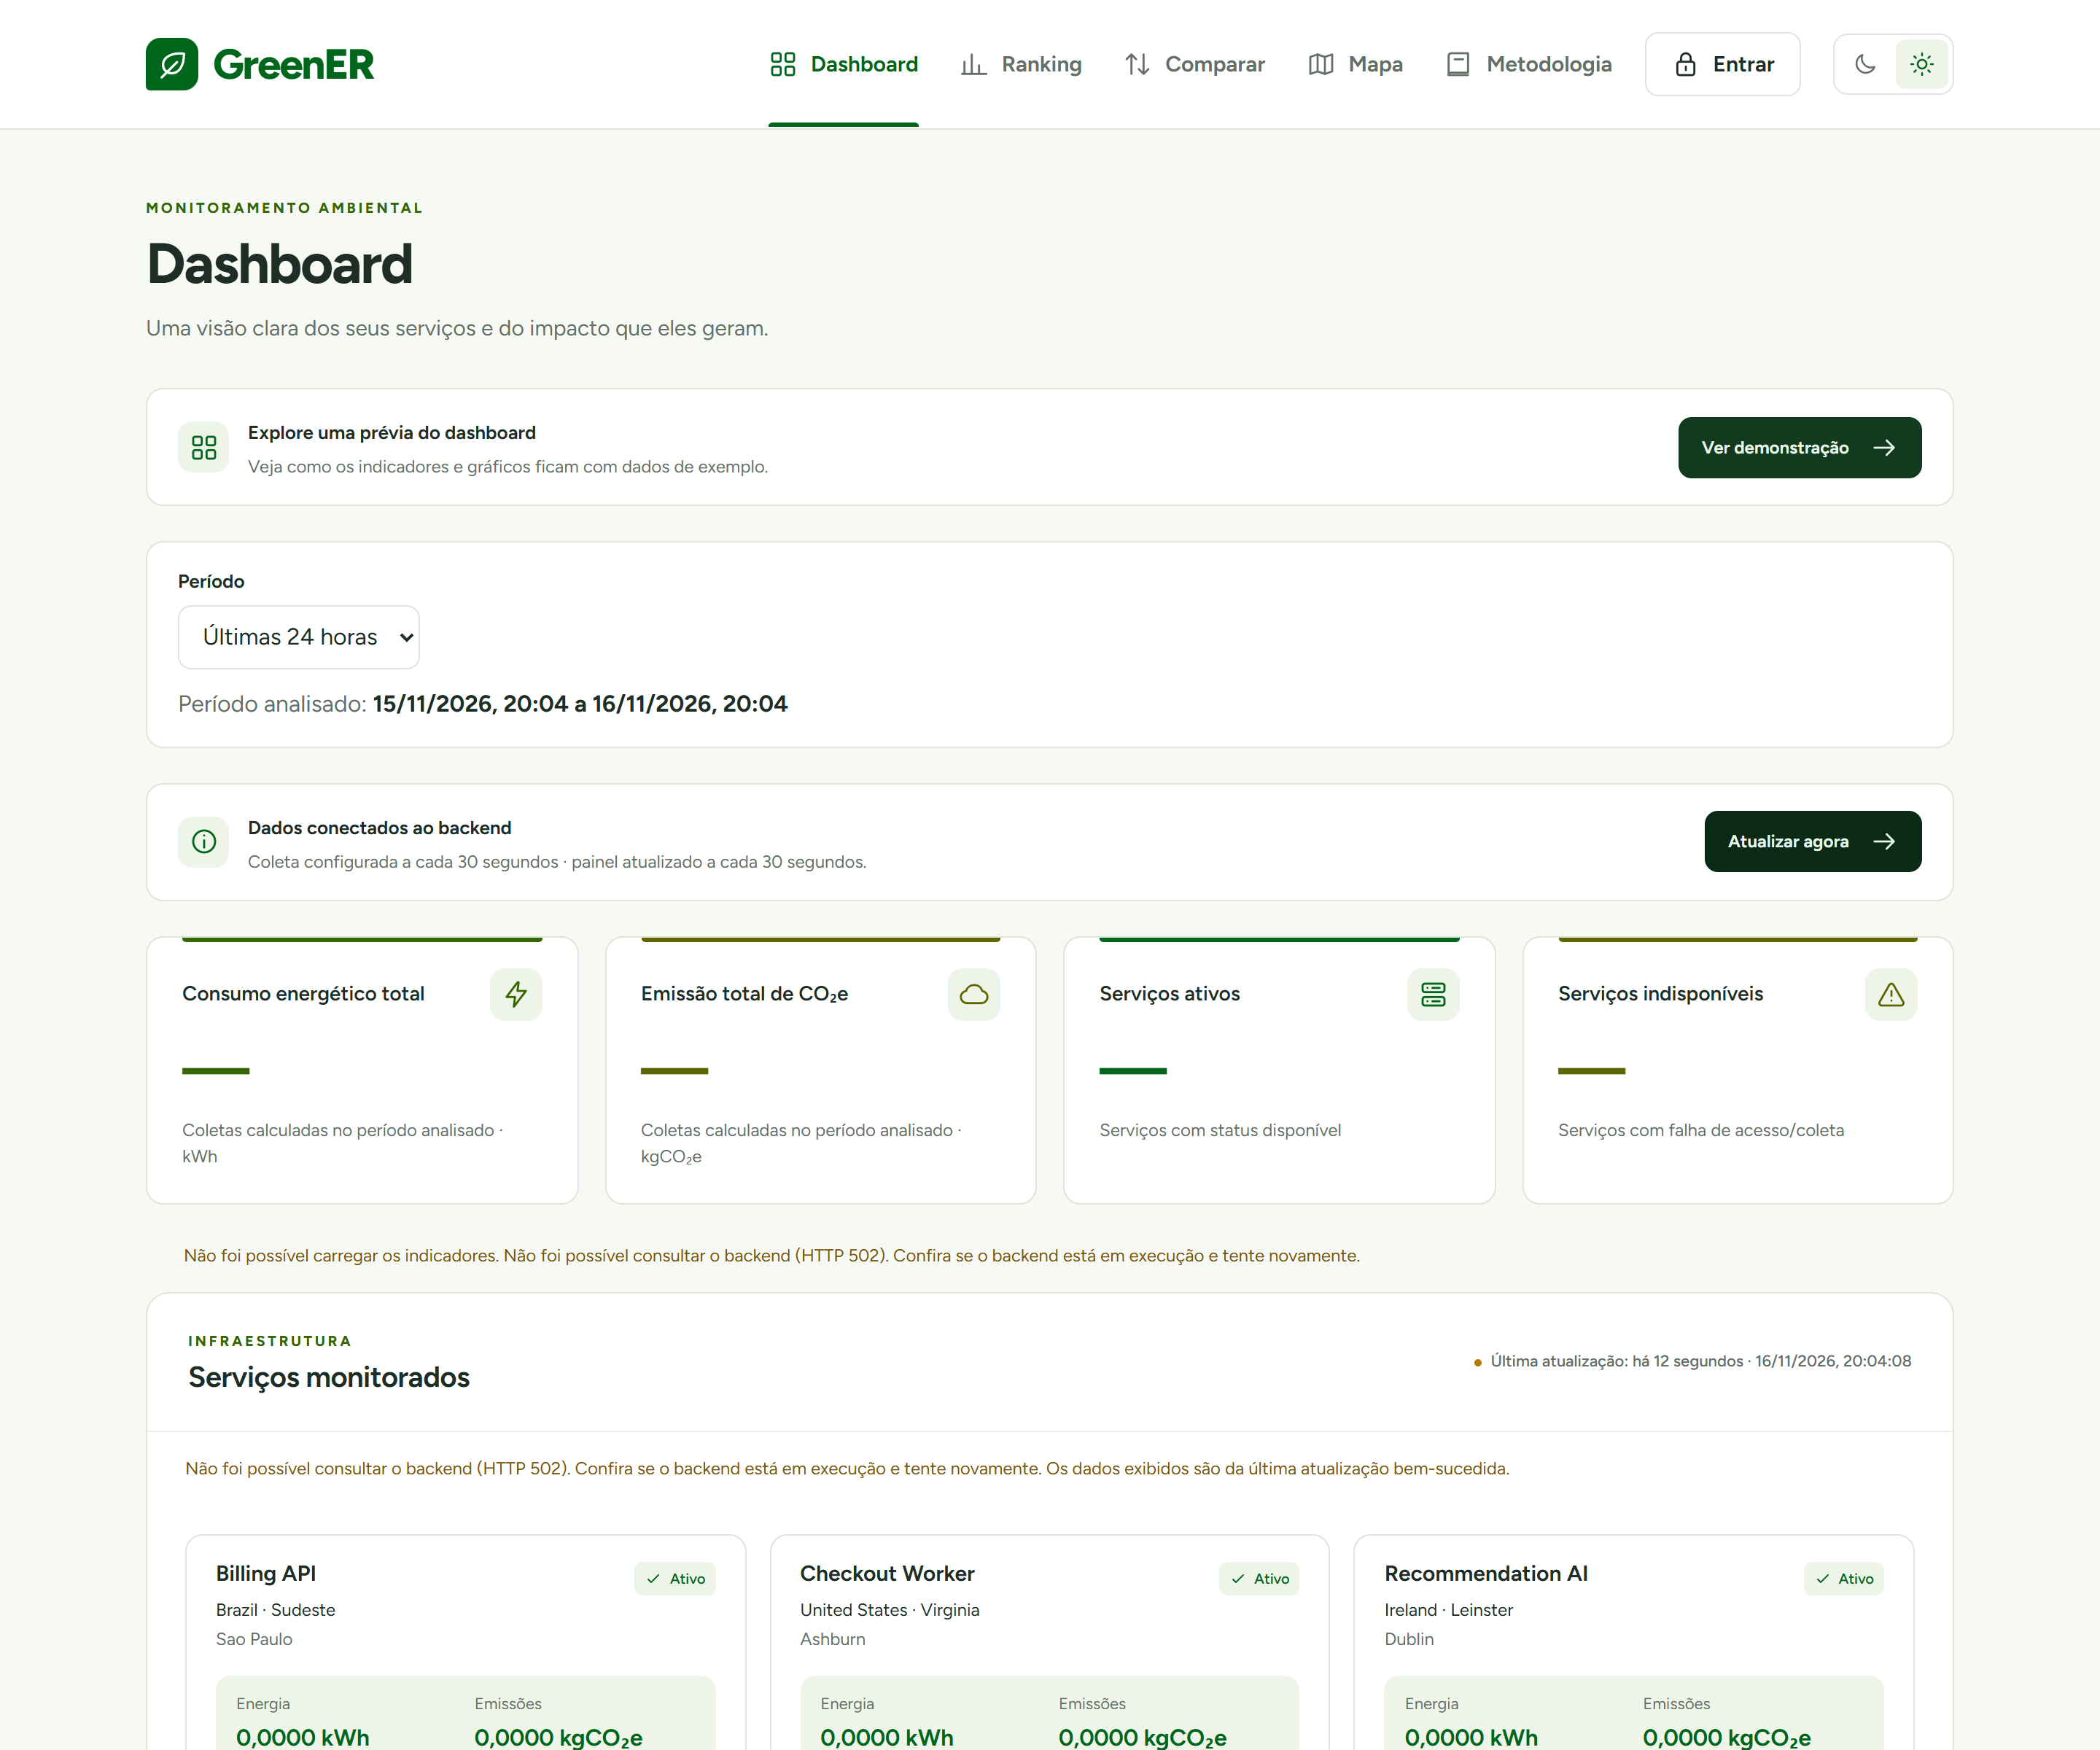 GreenER
Dashboard
Ranking
Comparar
Mapa
Metodologia
Entrar
MONITORAMENTO AMBIENTAL
Dashboard
Uma visão clara dos seus serviços e do impacto que eles geram.
Explore uma prévia do dashboard
Veja como os indicadores e gráficos ficam com dados de exemplo.
Ver demonstração
Período
Últimas 24 horas
Período analisado: 15/11/2026, 20:04 a 16/11/2026, 20:04
Dados conectados ao backend
Coleta configurada a cada 30 segundos · painel atualizado a cada 30 segundos.
Atualizar agora
Consumo energético total
—
Coletas calculadas no período analisado ·
kWh
Emissão total de CO₂e
—
Coletas calculadas no período analisado ·
kgCO₂e
Serviços ativos
—
Serviços com status disponível
Serviços indisponíveis
—
Serviços com falha de acesso/coleta
Não foi possível carregar os indicadores. Não foi possível consultar o backend (HTTP 502). Confira se o backend está em execução e tente novamente.
INFRAESTRUTURA
Serviços monitorados
Última atualização: há 12 segundos · 16/11/2026, 20:04:08
Não foi possível consultar o backend (HTTP 502). Confira se o backend está em execução e tente novamente. Os dados exibidos são da última atualização bem-sucedida.
Billing API
Ativo
Brazil · Sudeste
Sao Paulo
Energia
0,0000 kWh
Emissões
0,0000 kgCO₂e
Checkout Worker
Ativo
United States · Virginia
Ashburn
Energia
0,0000 kWh
Emissões
0,0000 kgCO₂e
Recommendation AI
Ativo
Ireland · Leinster
Dublin
Energia
0,0000 kWh
Emissões
0,0000 kgCO₂e